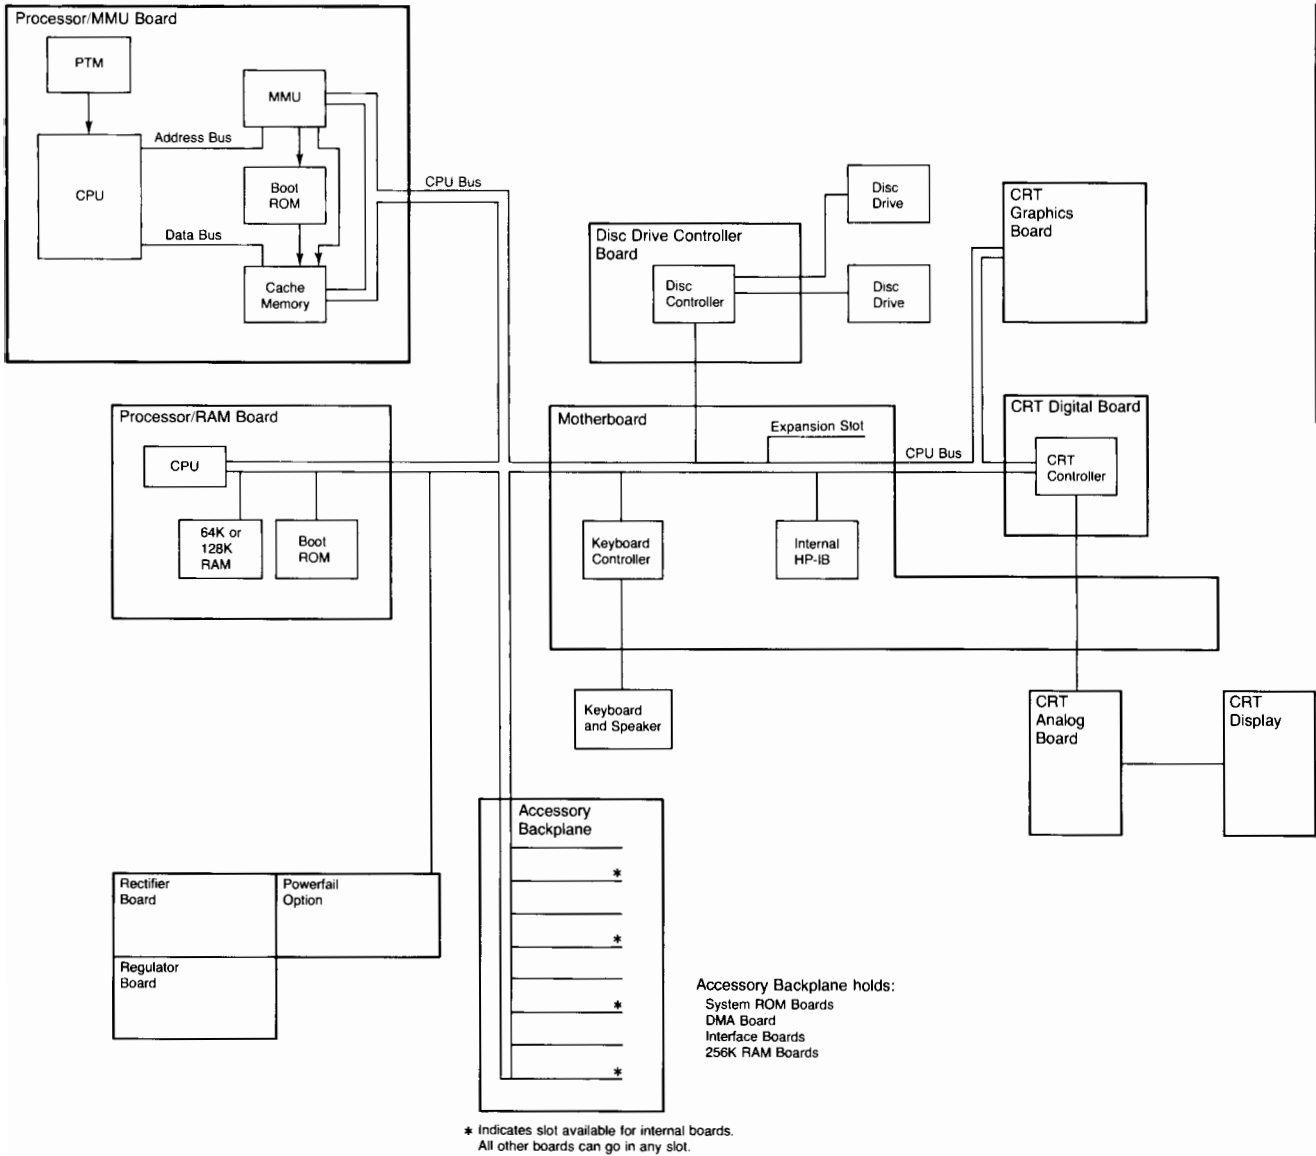 Processor/MMU Board
PTM
MMU
Address Bus
CPU
Boot
ROM
CPU Bus
Data Bus
Cache
Memory
Disc
Drive
CRT
Graphics
Board
Disc Drive Controller
Board
Disc
Controller
Disc
Drive
Processor/RAM Board
CPU
64K or
128K
RAM
Boot
ROM
Motherboard
Expansion Slot
CPU Bus
CRT Digital Board
CRT
Controller
Keyboard
Controller
Internal
HP-IB
Keyboard
and Speaker
CRT
Analog
Board
CRT
Display
Accessory
Backplane
*
*
*
*
Rectifier
Board
Powerfail
Option
Regulator
Board
Accessory Backplane holds:
System ROM Boards
DMA Board
Interface Boards
256K RAM Boards
* Indicates slot available for internal boards.
All other boards can go in any slot.